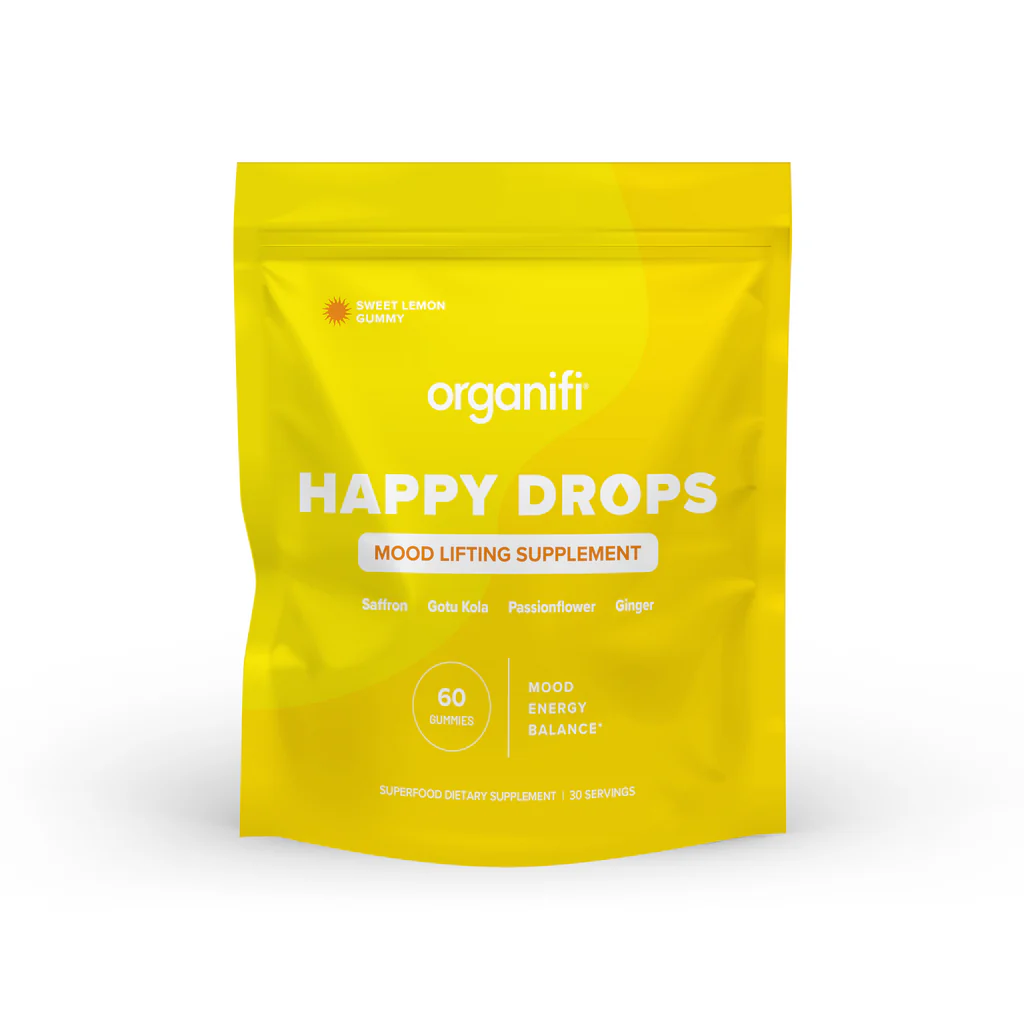 SWEET LEMON
GUMMY
organifi®
HAPPY DROPS
MOOD LIFTING SUPPLEMENT
Saffron Gotu Kola Passionflower Ginger
60
GUMMIES
MOOD
ENERGY
BALANCE*
SUPERFOOD DIETARY SUPPLEMENT | 30 SERVINGS